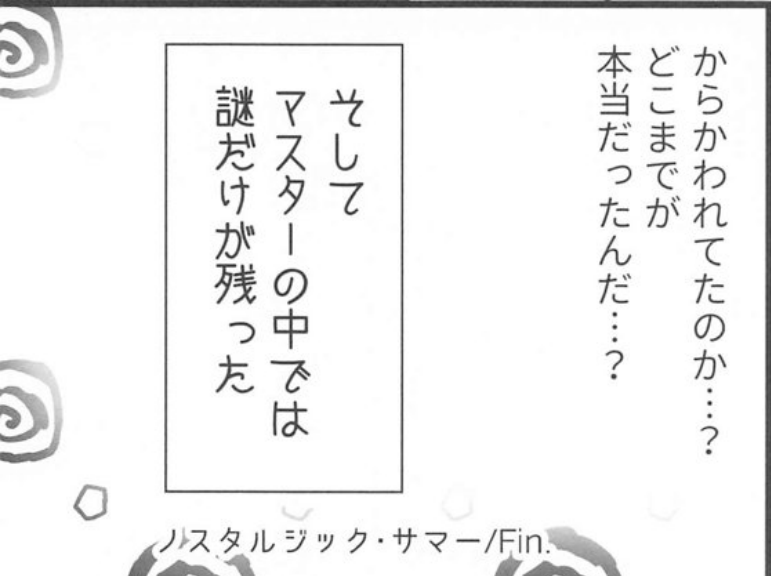 からかわれてたのか…?
どこまでが
本当だったんだ…?
そして
マスターの中では
謎だけが残った
ノスタルジック・サマー/Fin.